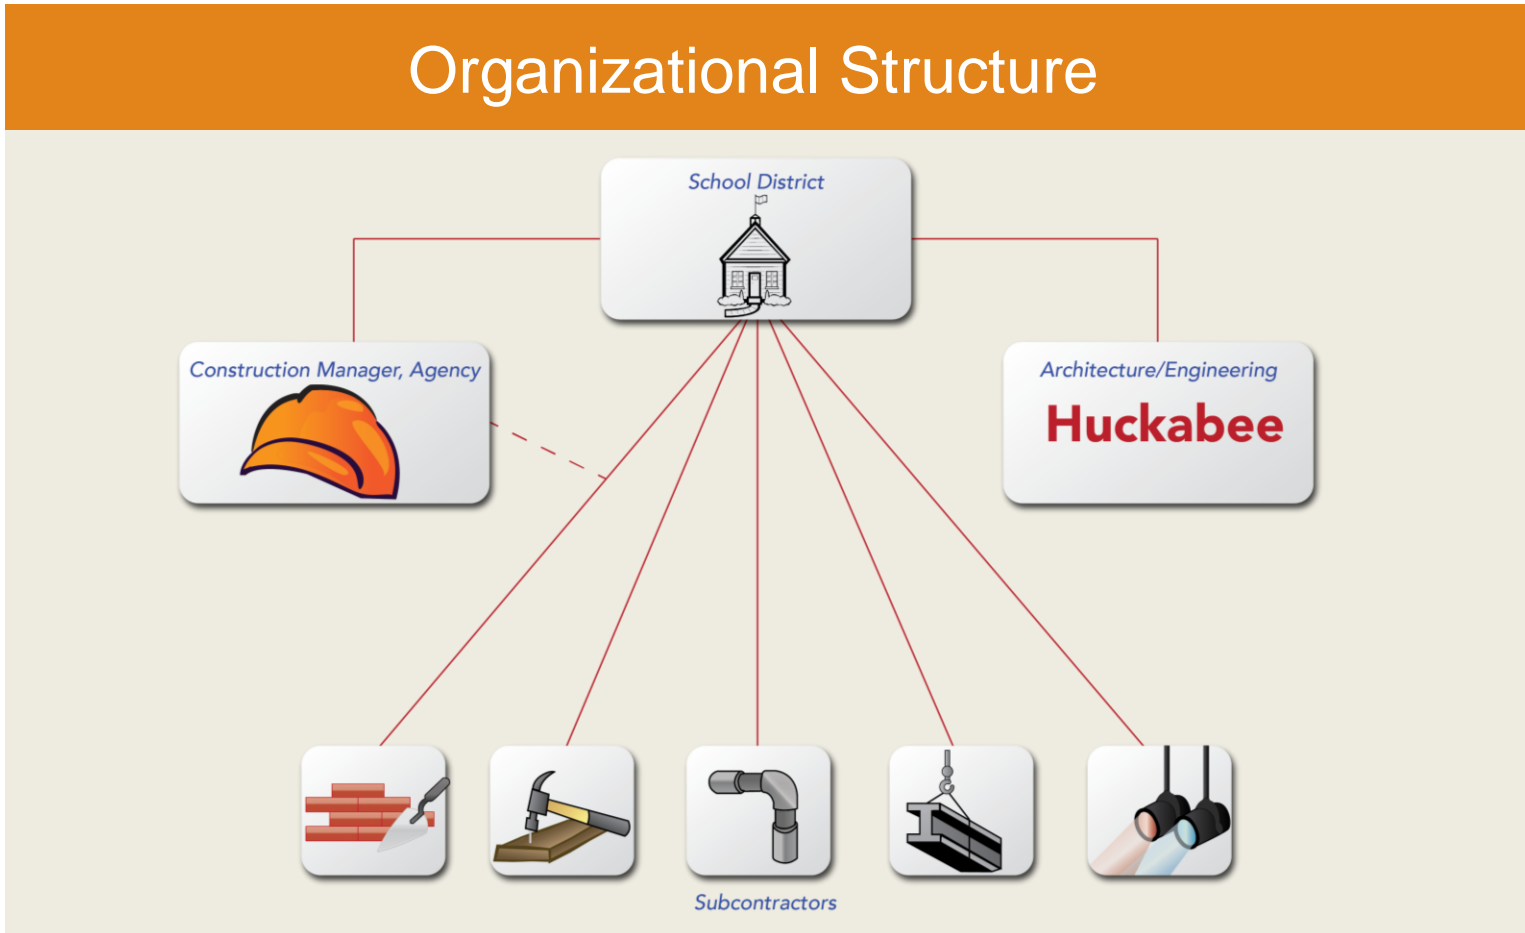 Organizational Structure
School District
Construction Manager, Agency
Architecture/Engineering
Huckabee
Subcontractors